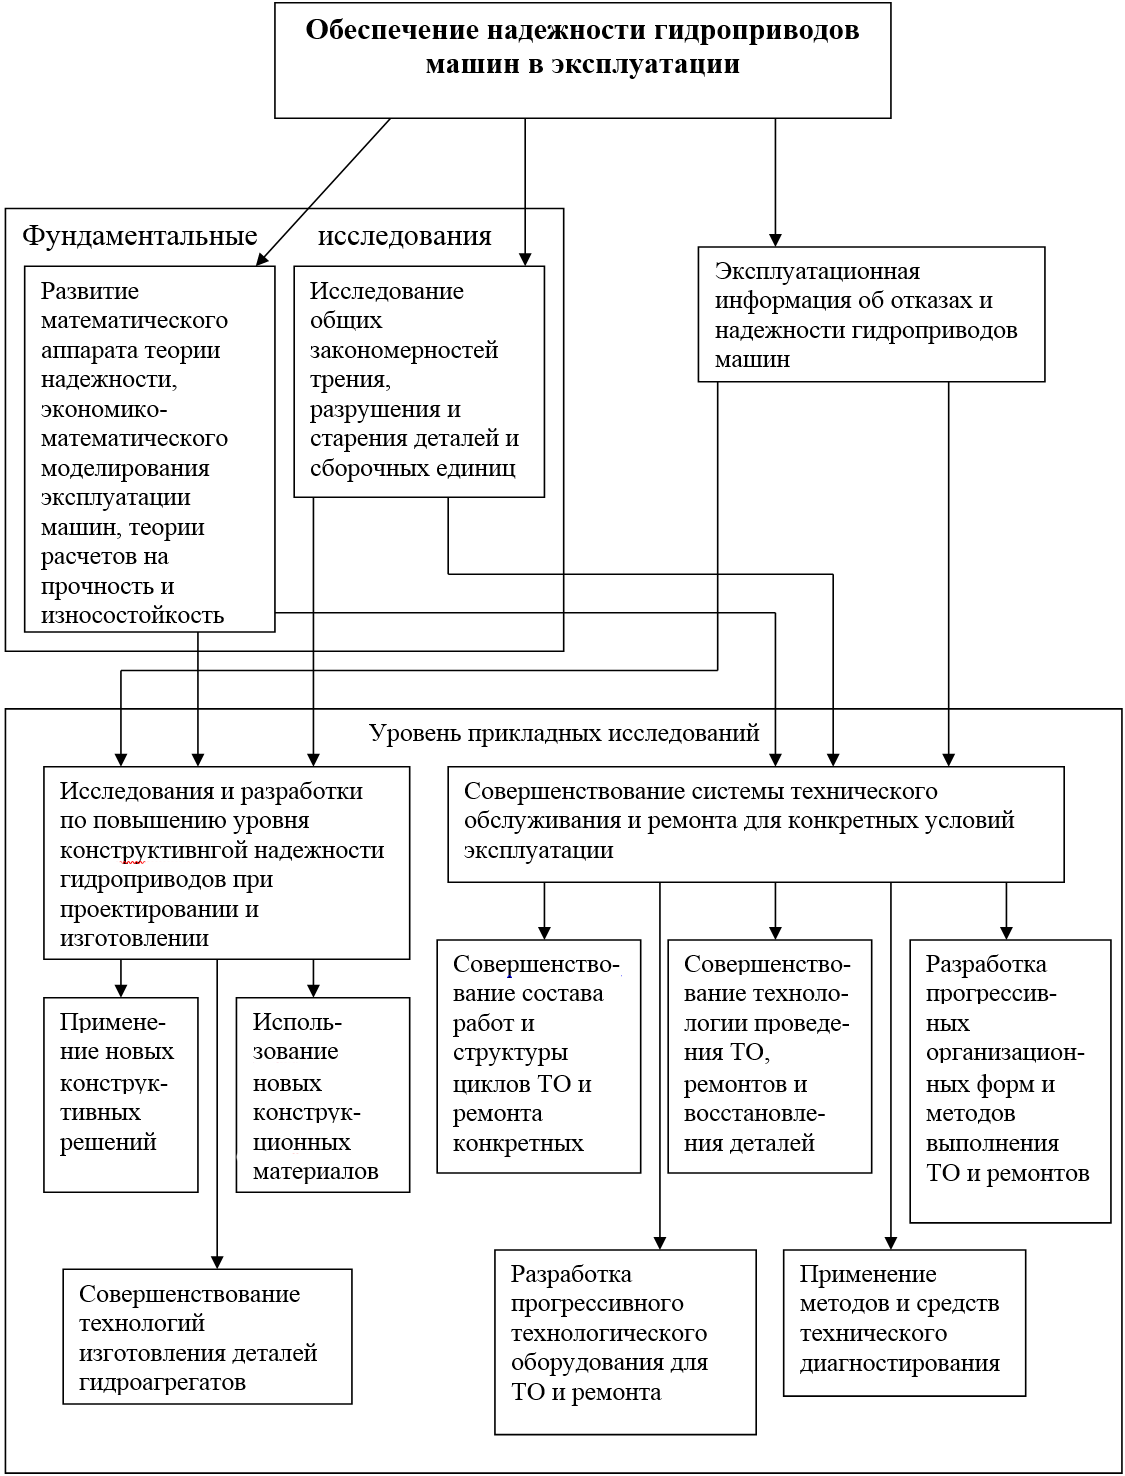 Обеспечение надежности гидроприводов
машин в эксплуатации
Фундаментальные исследования
Развитие
математического
аппарата теории
надежности,
экономико-
математического
моделирования
эксплуатации
машин, теории
расчетов на
прочность и
износостойкость
Исследование
общих
закономерностей
трения,
разрушения и
старения деталей и
сборочных единиц
Эксплуатационная
информация об отказах и
надежности гидроприводов
машин
Уровень прикладных исследований
Исследования и разработки
по повышению уровня
конструктивнгой надежности
гидроприводов при
проектировании и
изготовлении
Совершенствование системы технического
обслуживания и ремонта для конкретных условий
эксплуатации
Примене-
ние новых
конструк-
тивных
решений
Исполь-
зование
новых
конструк-
ционных
материалов
Совершенство-
вание состава
работ и
структуры
циклов ТО и
ремонта
конкретных
Совершенство-
вание техноло-
логии проведе-
ния ТО,
ремонтов и
восстановле-
ния деталей
Разработка
прогрессив-
ных
организацион-
ных форм и
методов
выполнения
ТО и ремонтов
Совершенствование
технологий
изготовления деталей
гидроагрегатов
Разработка
прогрессивного
технологического
оборудования для
ТО и ремонта
Применение
методов и средств
технического
диагностирования